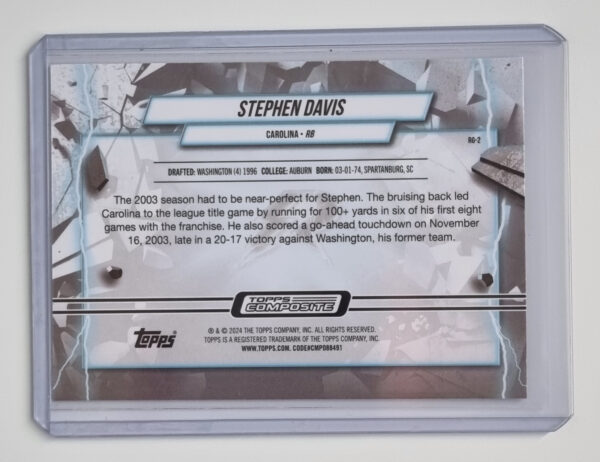 STEPHEN DAVIS
CAROLINA • RB
RG-2
DRAFTED: WASHINGTON (4) 1996 COLLEGE: AUBURN BORN: 03-01-74, SPARTANBURG, SC
The 2003 season had to be near-perfect for Stephen. The bruising back led
Carolina to the league title game by running for 100+ yards in six of his first eight
games with the franchise. He also scored a go-ahead touchdown on November
16, 2003, late in a 20-17 victory against Washington, his former team.
TOPPS
COMPOSITE
Topps
® & © 2024 THE TOPPS COMPANY, INC. ALL RIGHTS RESERVED.
TOPPS IS A REGISTERED TRADEMARK OF THE TOPPS COMPANY, INC.
WWW.TOPPS.COM. CODE#CMP088491